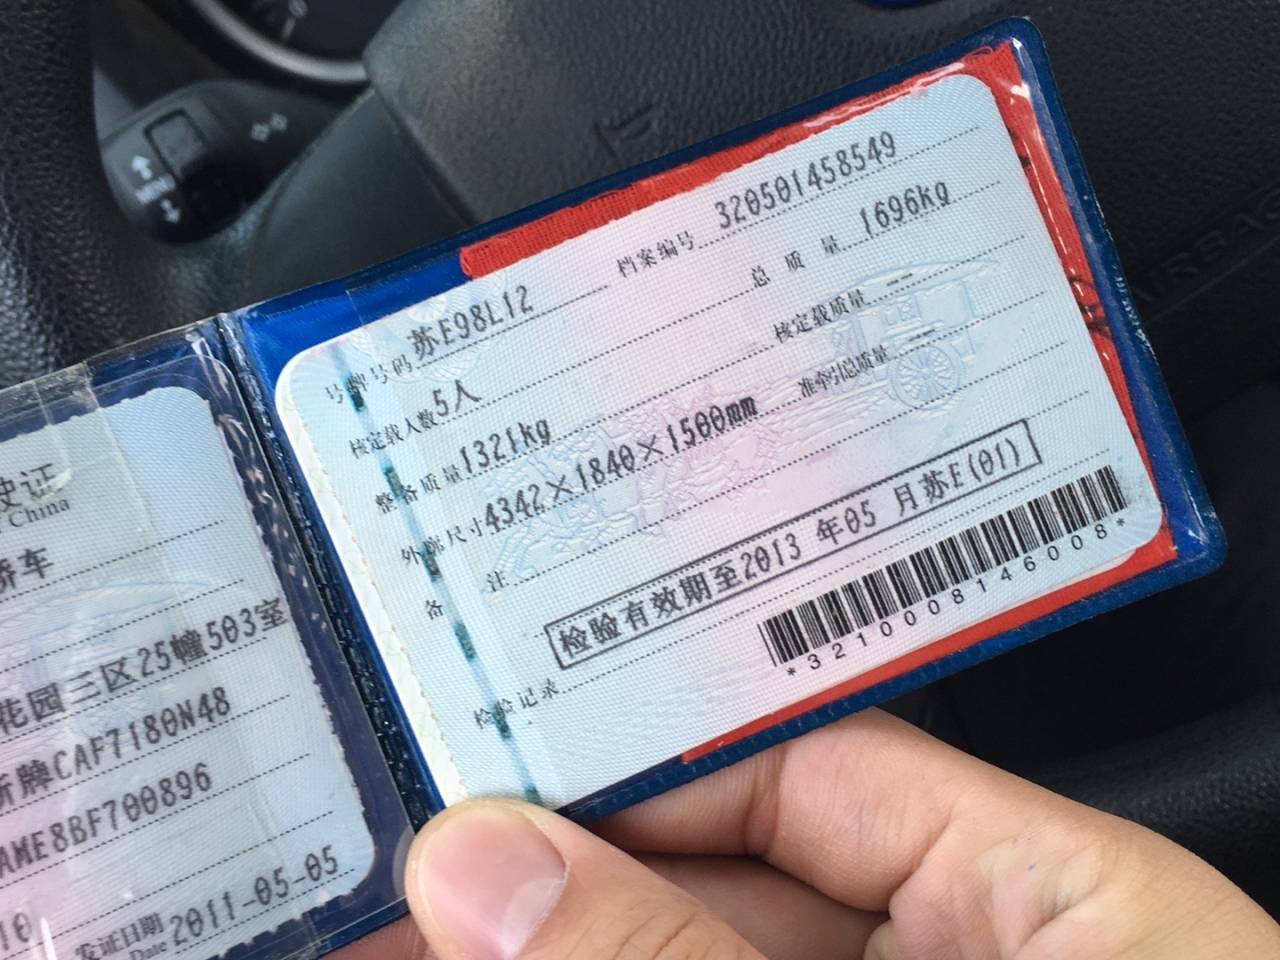 驶证
China
轿车
花园三区25幢503室
牌CAF7180N48
AME8BF700896
发证日期 2011-05-05
Date
号牌号码 苏E98L12 档案编号 320501458549
核定载人数 5人 总质量 1696kg
整备质量 1321kg 核定载质量 --
外廓尺寸 4342×1840×1500mm 准牵引总质量 --
备注
检验有效期至2013 年05 月苏E(01)
检验记录
*3210008146008*
AIRBAG